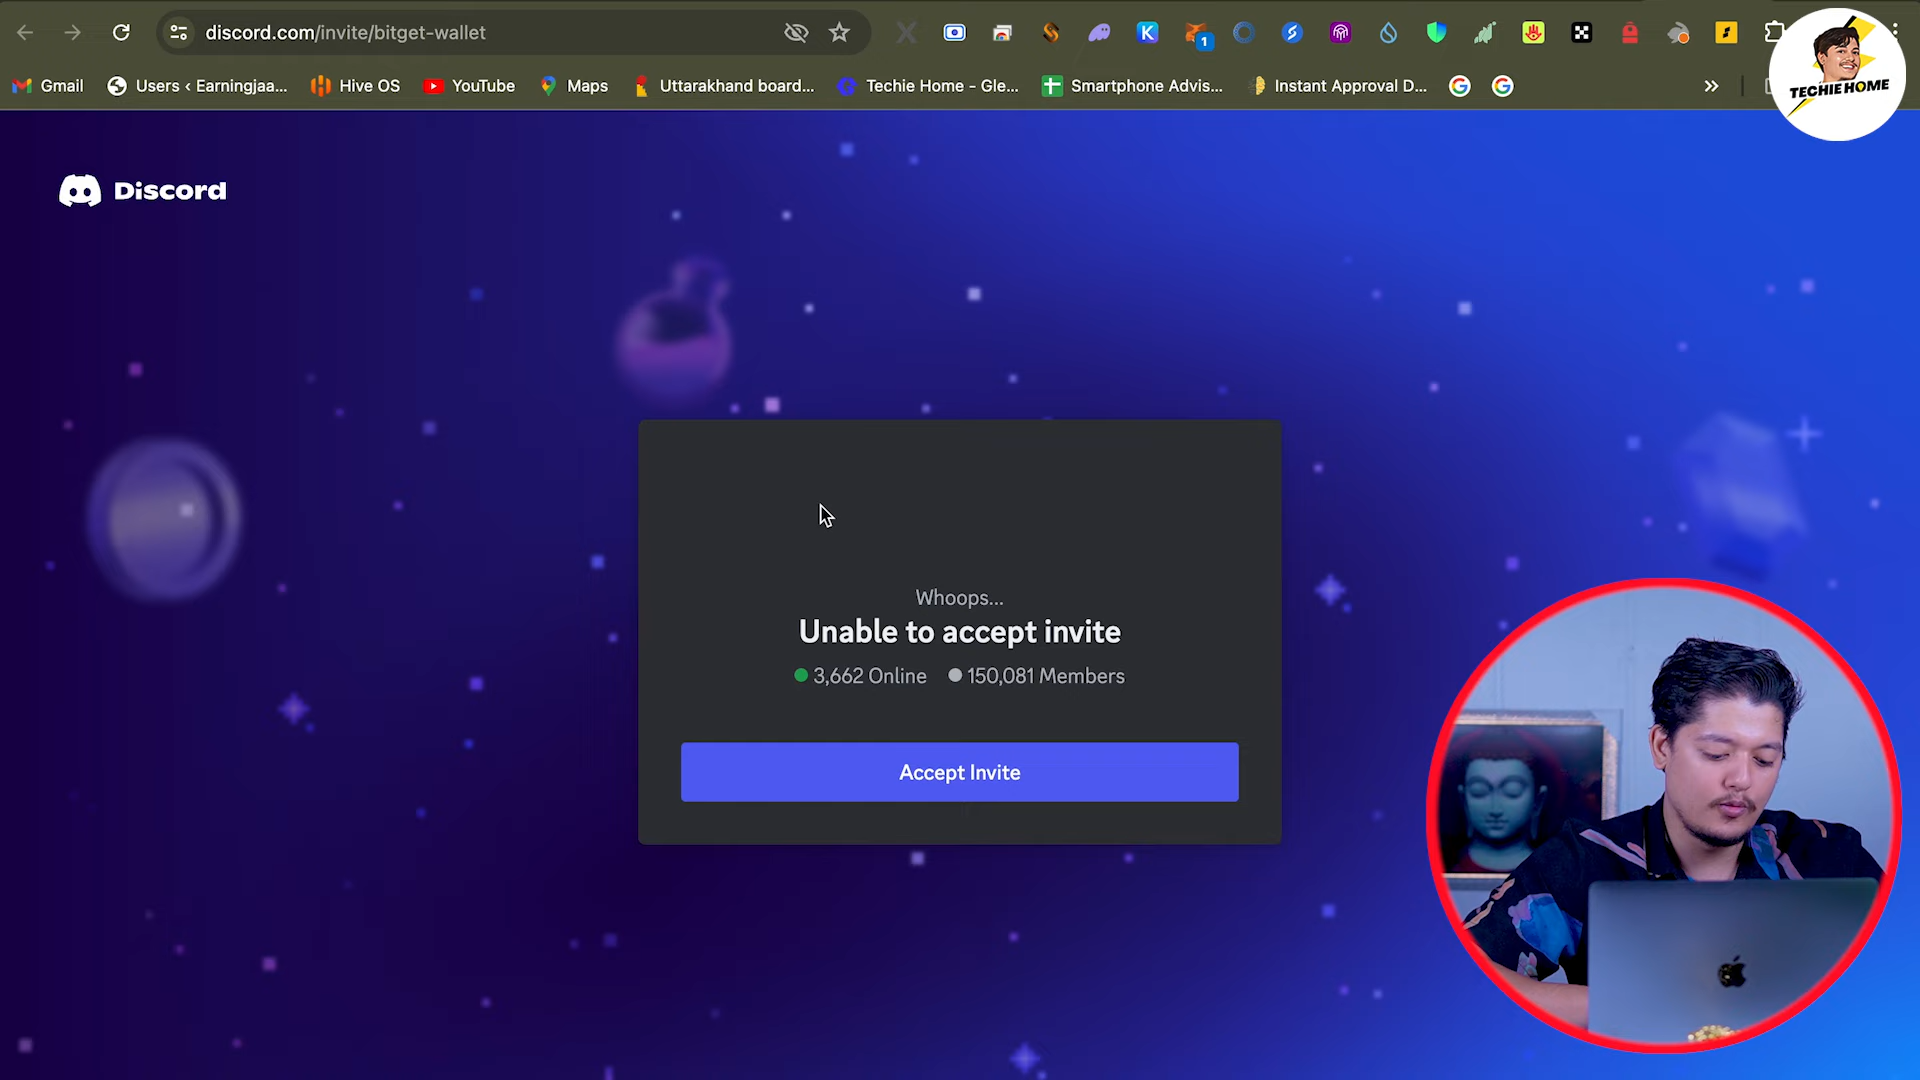 discord.com/invite/bitget-wallet
1
Gmail
Users ‹ Earningjaa...
Hive OS
YouTube
Maps
Uttarakhand board...
Techie Home - Gle...
Smartphone Advis...
Instant Approval D...
TECHIE HOME
Discord
Whoops...
Unable to accept invite
3,662 Online 150,081 Members
Accept Invite